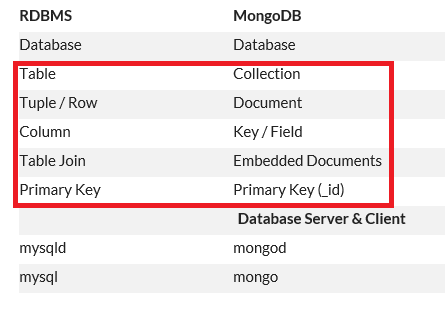 RDBMS MongoDB
Database Database
Table Collection
Tuple / Row Document
Column Key / Field
Table Join Embedded Documents
Primary Key Primary Key (_id)
Database Server & Client
mysqld mongod
mysql mongo